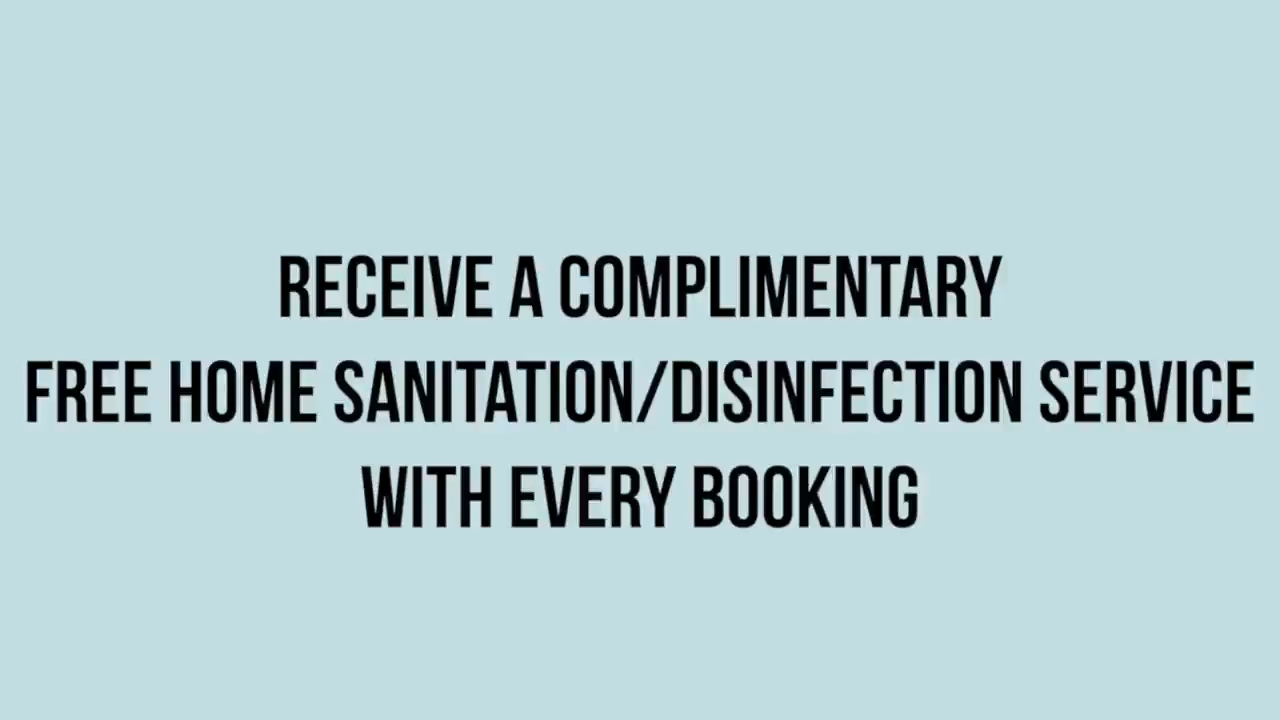 RECEIVE A COMPLIMENTARY
FREE HOME SANITATION/DISINFECTION SERVICE
WITH EVERY BOOKING